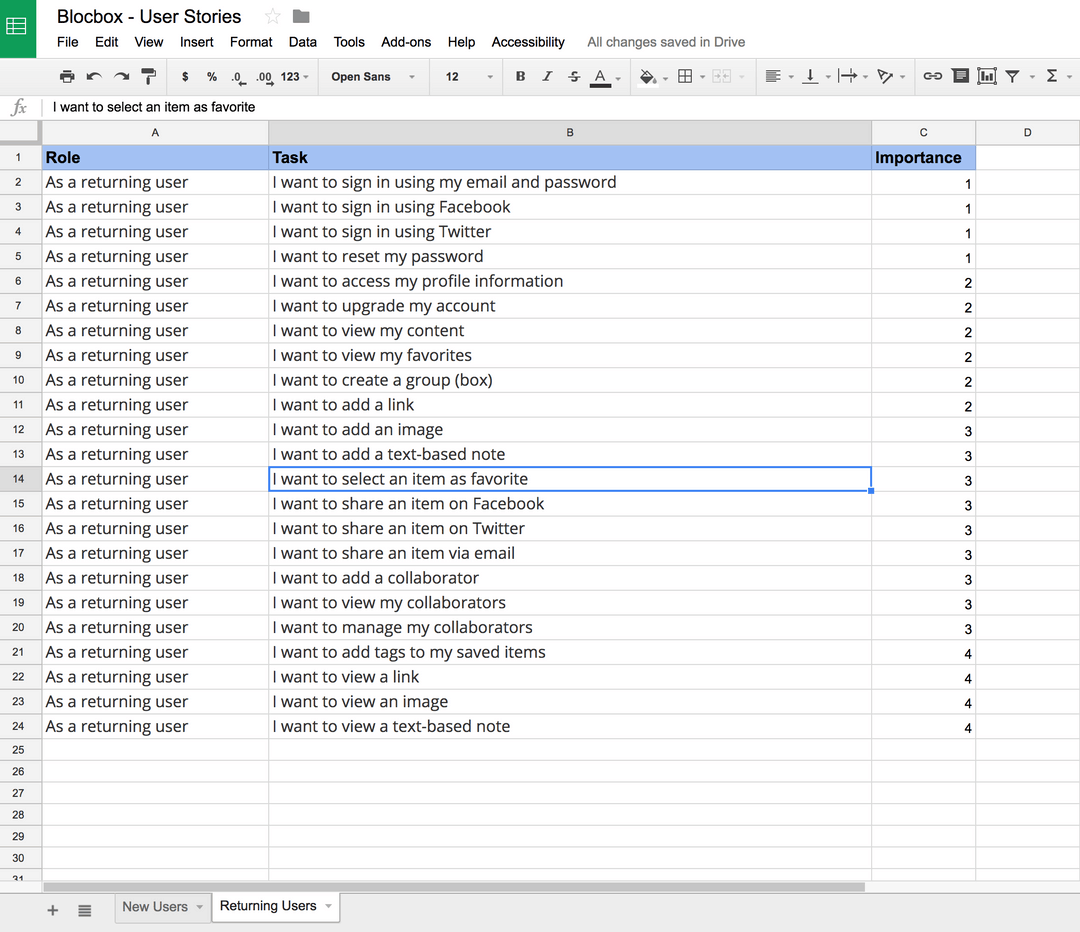 Blocbox - User Stories
File Edit View Insert Format Data Tools Add-ons Help Accessibility All changes saved in Drive
$ % .0 .00 123 Open Sans 12 B I S A Σ
fx I want to select an item as favorite
A B C D
1 Role Task Importance
2 As a returning user I want to sign in using my email and password 1
3 As a returning user I want to sign in using Facebook 1
4 As a returning user I want to sign in using Twitter 1
5 As a returning user I want to reset my password 1
6 As a returning user I want to access my profile information 2
7 As a returning user I want to upgrade my account 2
8 As a returning user I want to view my content 2
9 As a returning user I want to view my favorites 2
10 As a returning user I want to create a group (box) 2
11 As a returning user I want to add a link 2
12 As a returning user I want to add an image 3
13 As a returning user I want to add a text-based note 3
14 As a returning user I want to select an item as favorite 3
15 As a returning user I want to share an item on Facebook 3
16 As a returning user I want to share an item on Twitter 3
17 As a returning user I want to share an item via email 3
18 As a returning user I want to add a collaborator 3
19 As a returning user I want to view my collaborators 3
20 As a returning user I want to manage my collaborators 3
21 As a returning user I want to add tags to my saved items 4
22 As a returning user I want to view a link 4
23 As a returning user I want to view an image 4
24 As a returning user I want to view a text-based note 4
25
26
27
28
29
30
31
+ New Users Returning Users